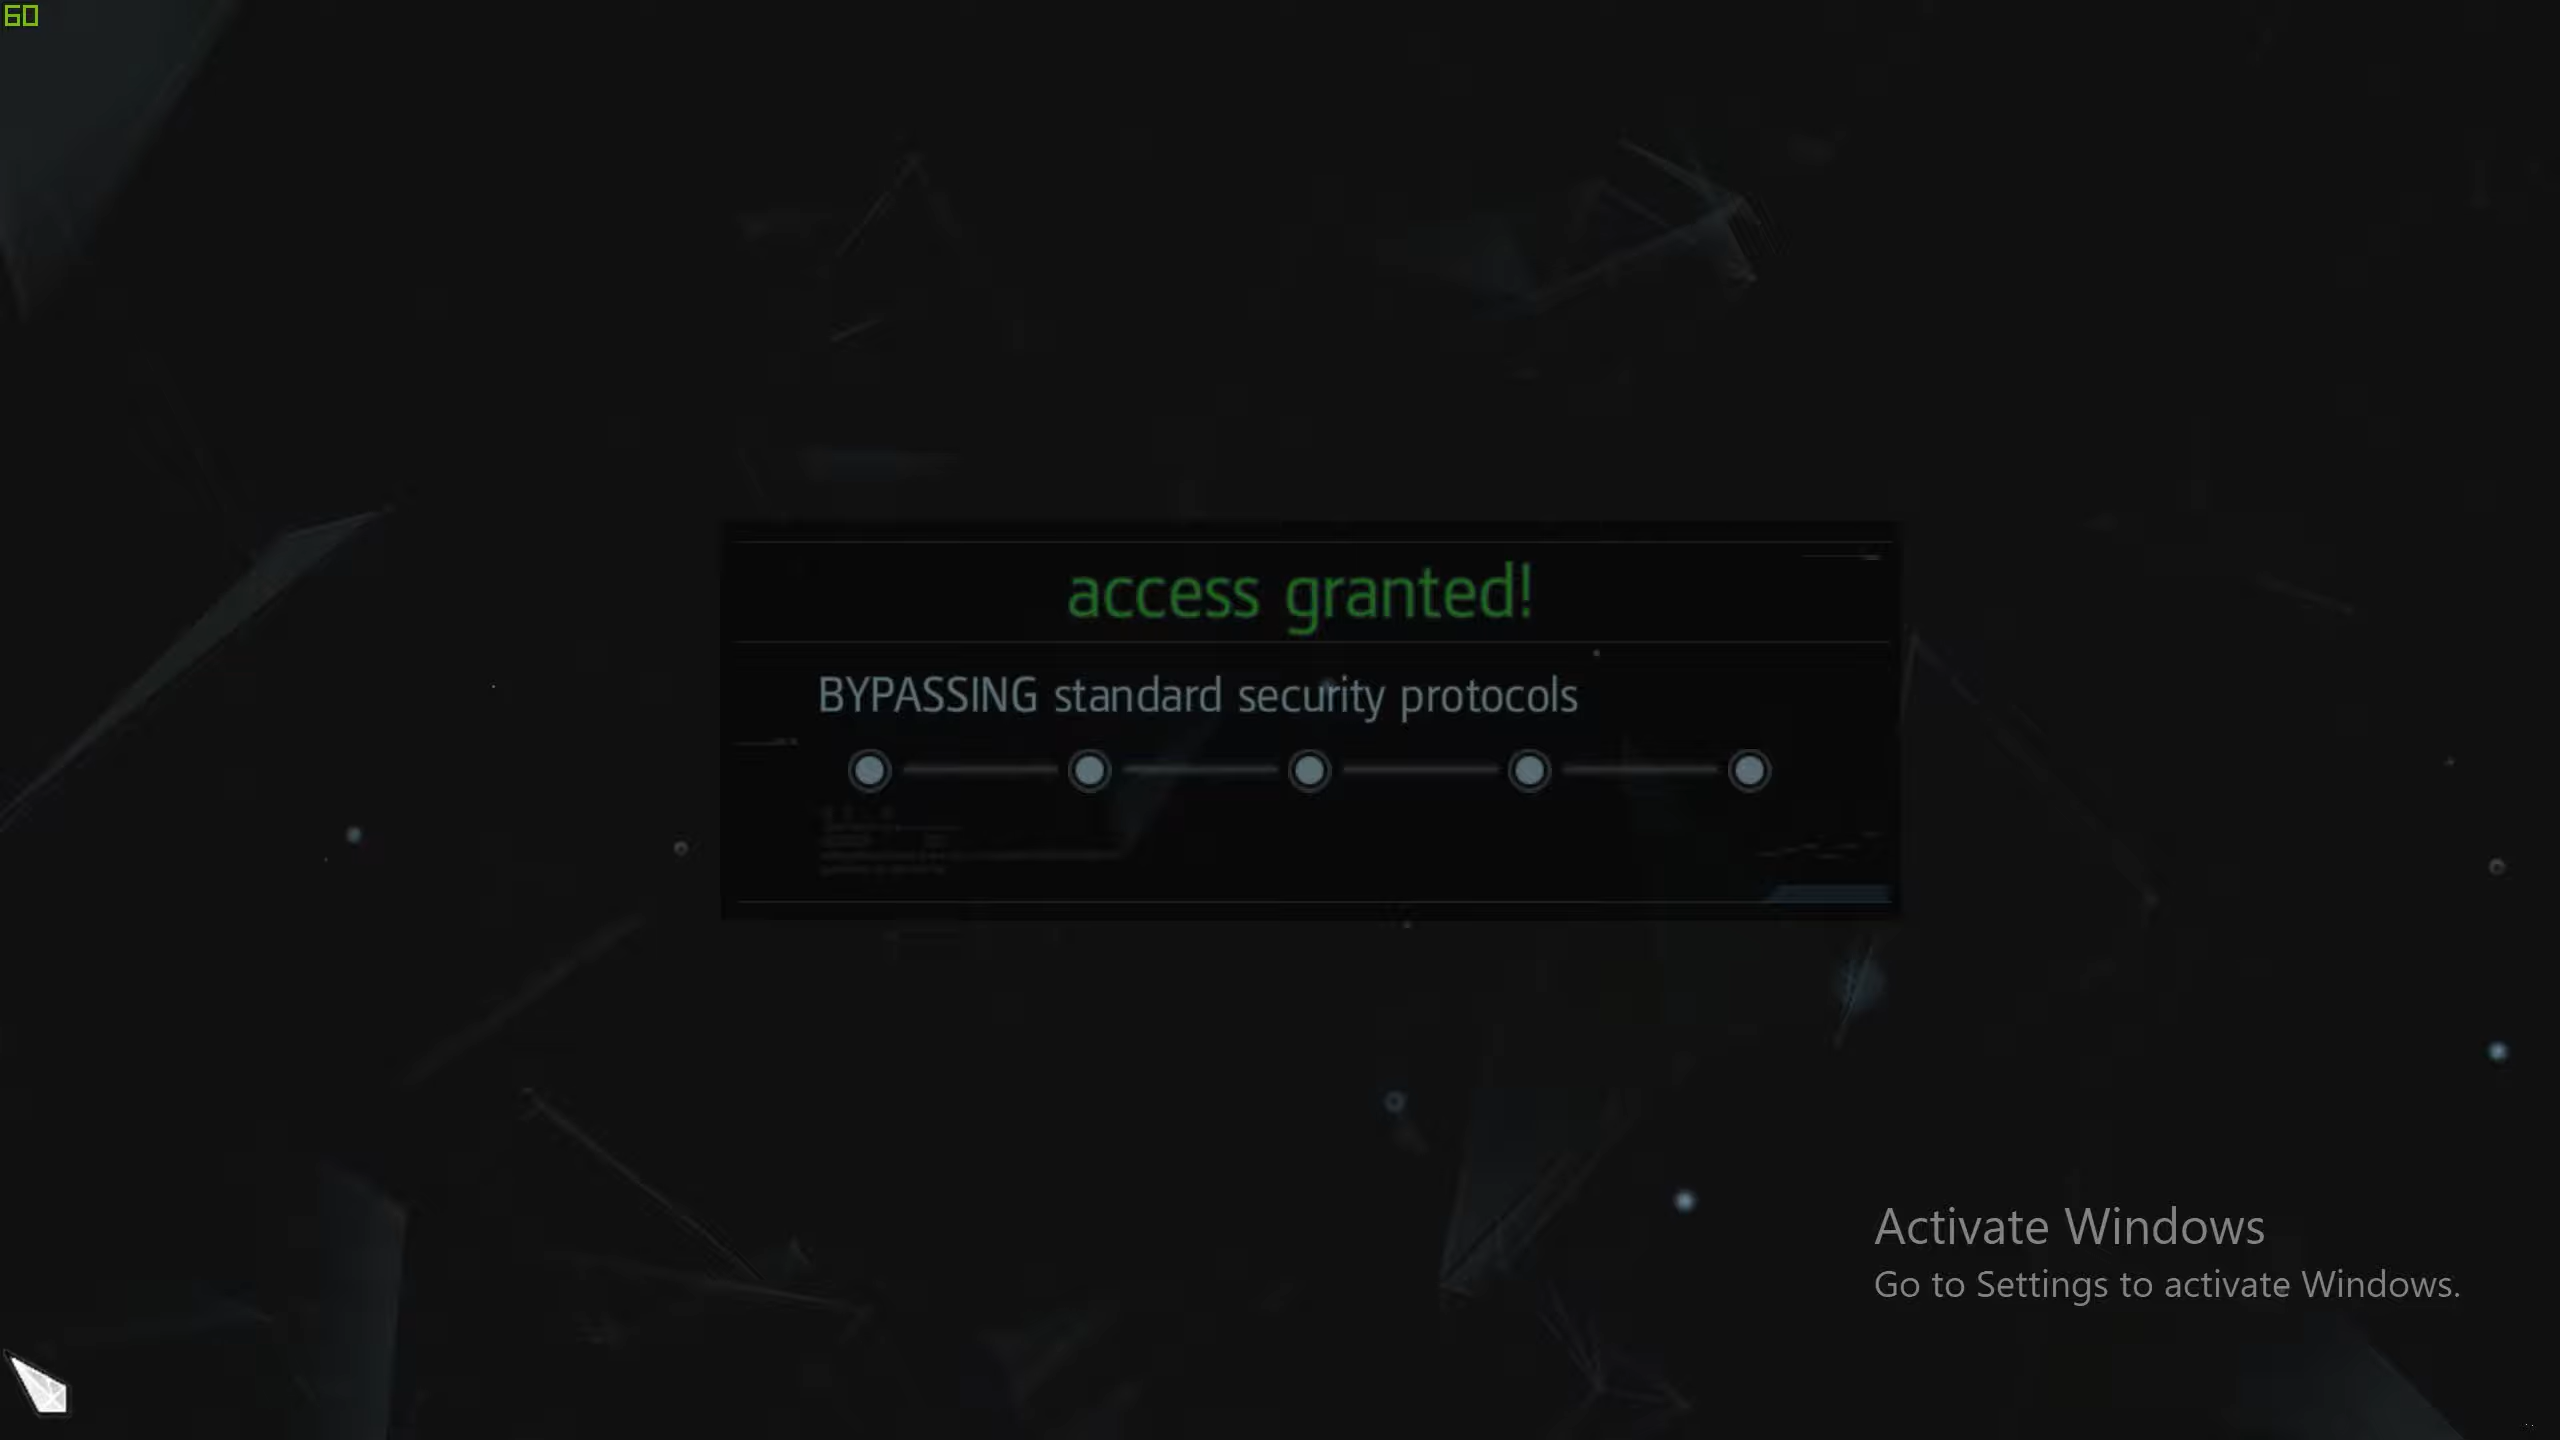 60
access granted!
BYPASSING standard security protocols
Activate Windows
Go to Settings to activate Windows.